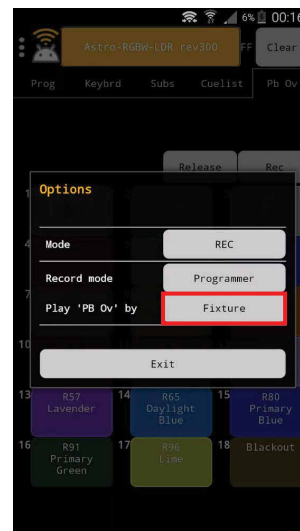 6% 00:16
Astro-RGBW-LDR rev300 FF Clear
Prog Keybrd Subs Cuelist Pb Ov
Release Rec
1
Options
4
Mode REC
Record mode Programmer
7
Play 'PB Ov' by Fixture
10
Exit
13 R57 Lavender 14 R65 Daylight Blue 15 R80 Primary Blue
16 R91 Primary Green 17 R96 Lime 18 Blackout